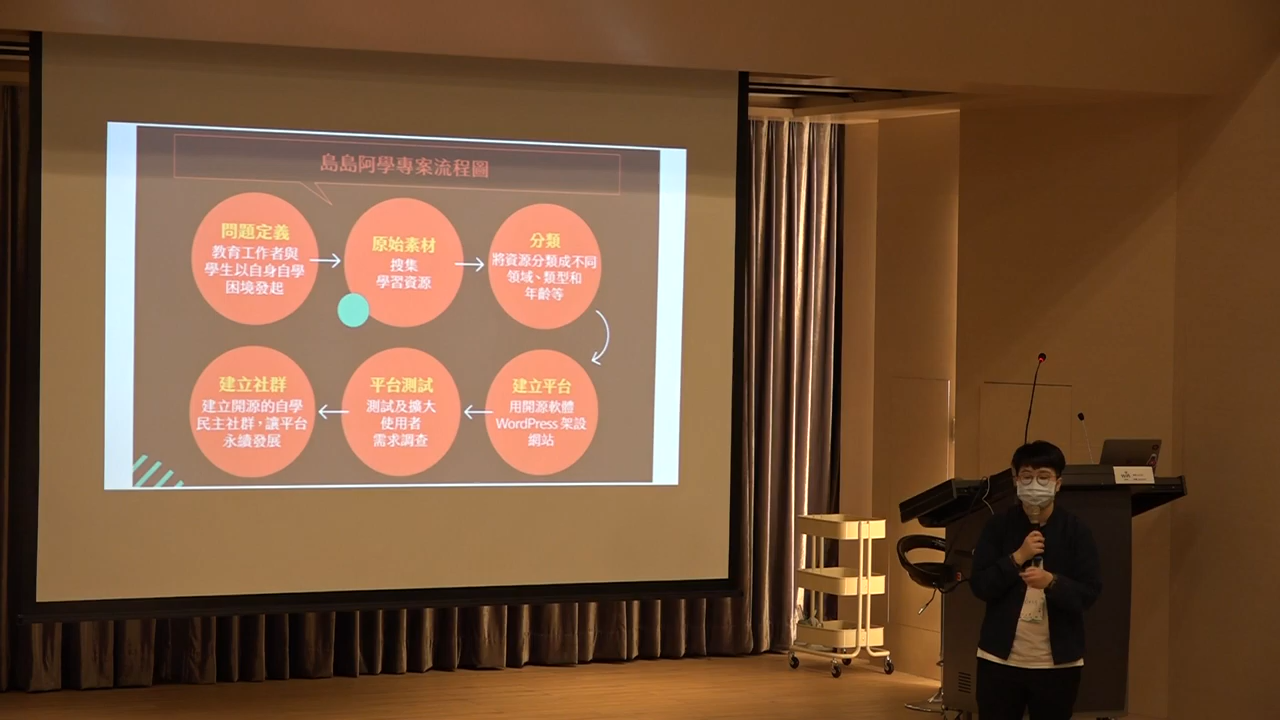 島島阿學專案流程圖
問題定義
教育工作者與
學生以自身自學
困境發起
原始素材
搜集
學習資源
分類
將資源分類成不同
領域、類型和
年齡等
建立平台
用開源軟體
WordPress 架設
網站
平台測試
測試及擴大
使用者
需求調查
建立社群
建立開源的自學
民主社群，讓平台
永續發展